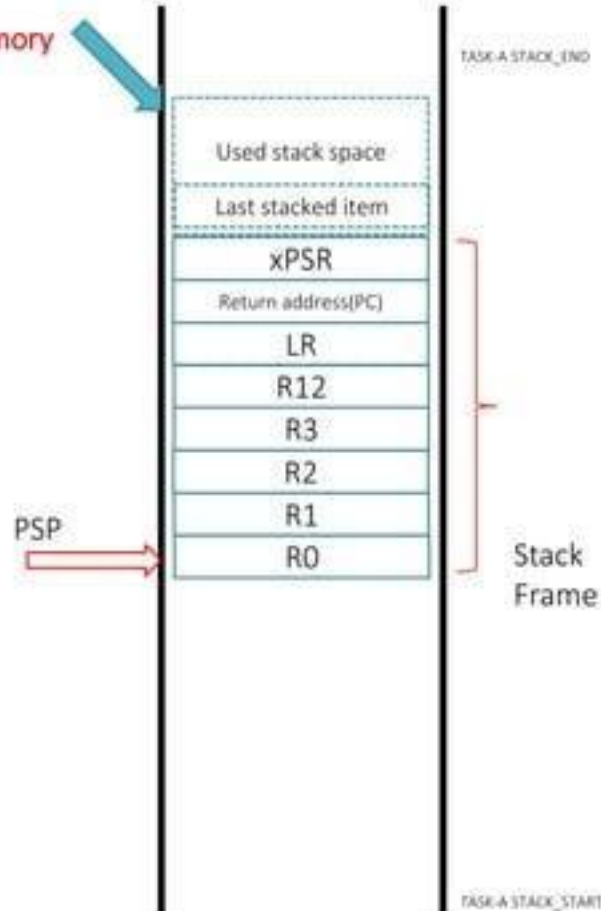 mory
TASK-A STACK_END
Used stack space
Last stacked item
xPSR
Return address(PC)
LR
R12
R3
R2
R1
PSP
R0
Stack
Frame
TASK-A STACK_START